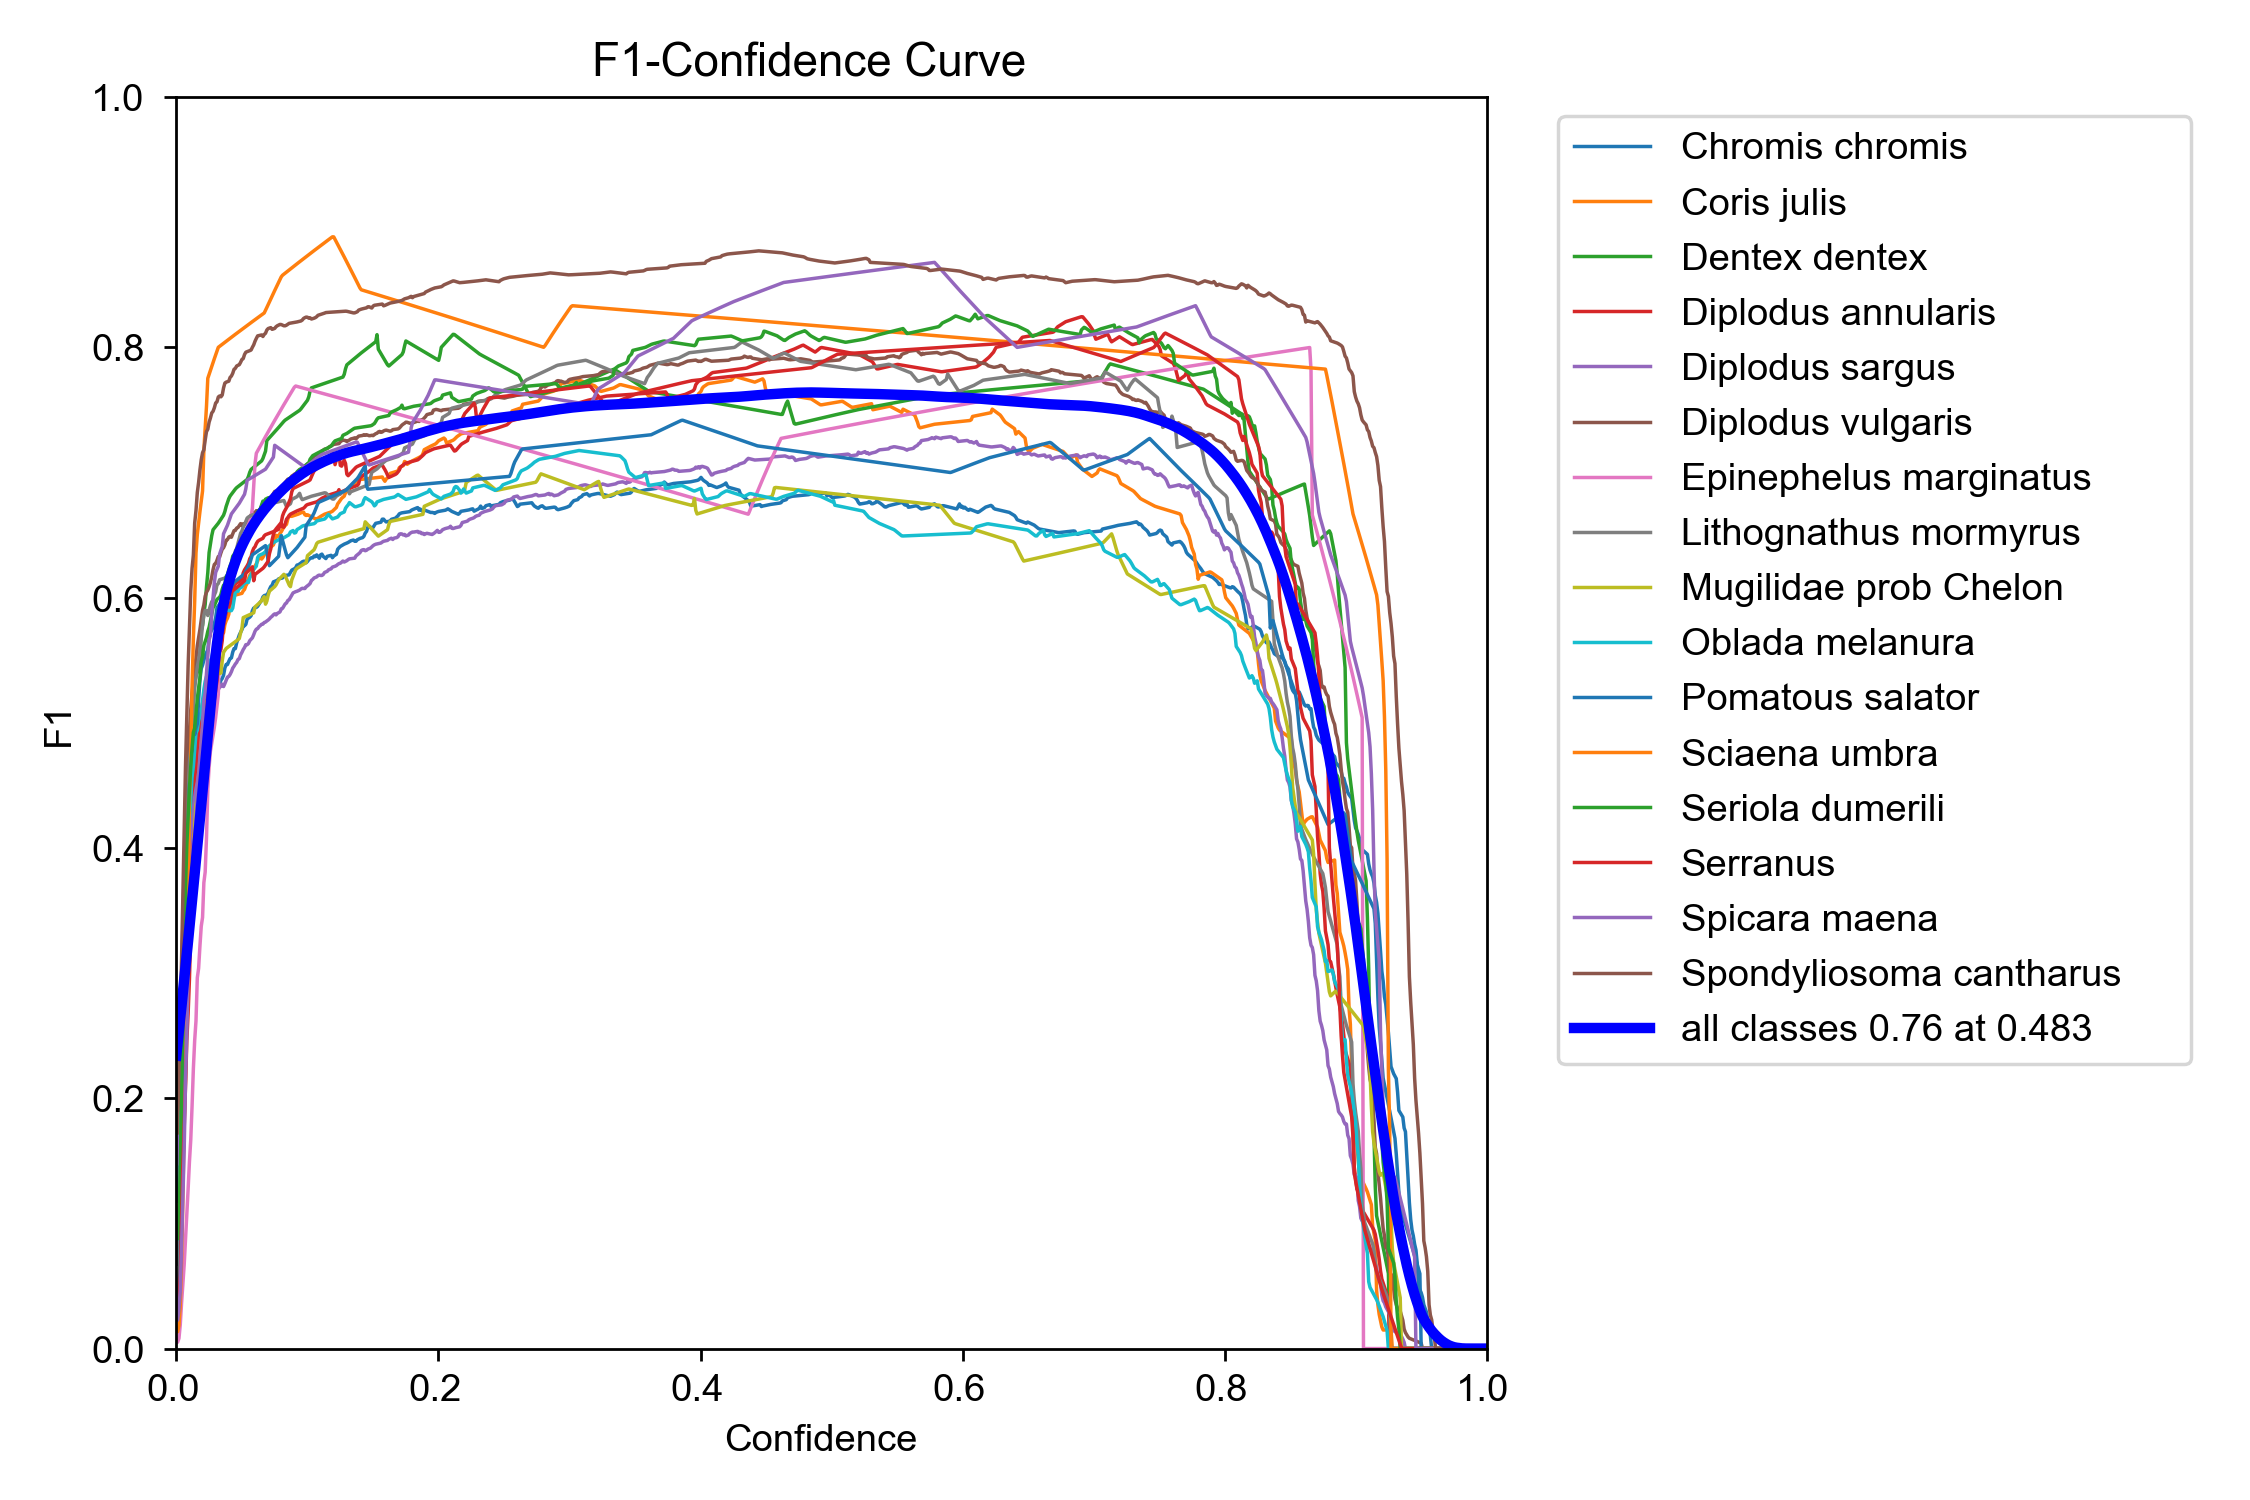 F1-Confidence Curve
1.0
0.8
0.6
0.4
0.2
0.0
F1
0.0 0.2 0.4 0.6 0.8 1.0
Confidence
Chromis chromis
Coris julis
Dentex dentex
Diplodus annularis
Diplodus sargus
Diplodus vulgaris
Epinephelus marginatus
Lithognathus mormyrus
Mugilidae prob Chelon
Oblada melanura
Pomatous salator
Sciaena umbra
Seriola dumerili
Serranus
Spicara maena
Spondyliosoma cantharus
all classes 0.76 at 0.483